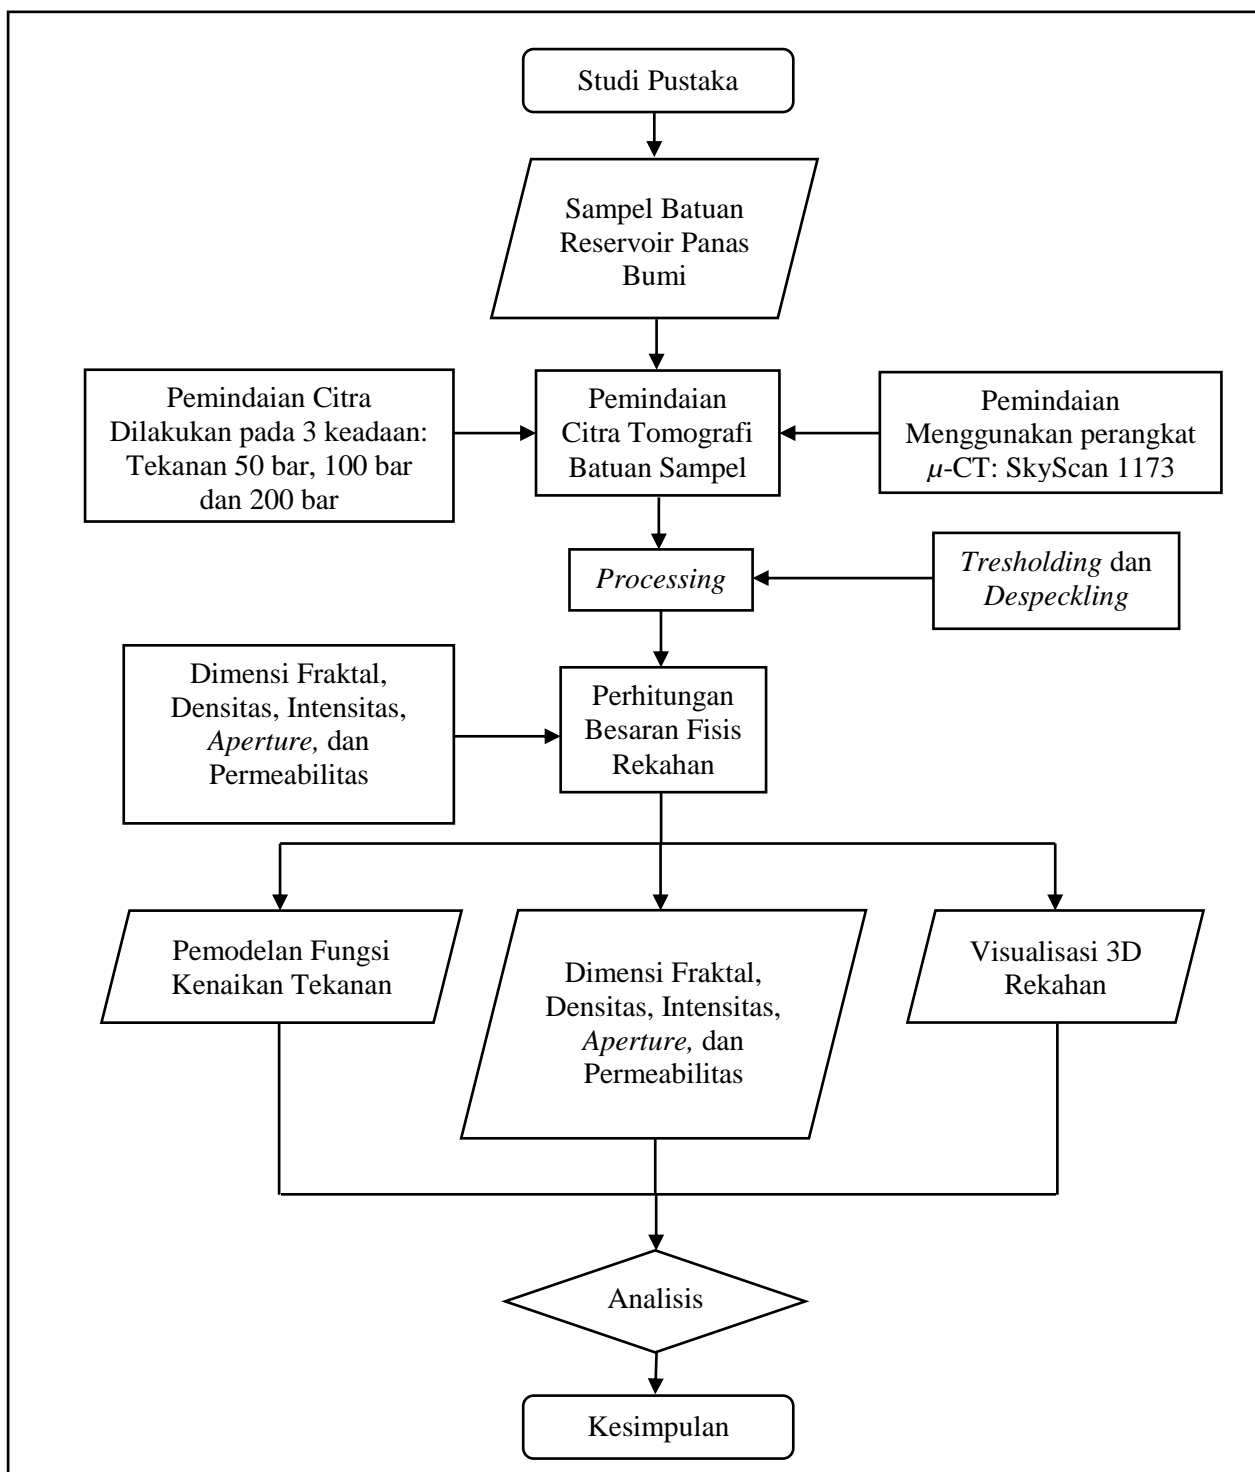 Studi Pustaka
Sampel Batuan
Reservoir Panas
Bumi
Pemindaian Citra
Dilakukan pada 3 keadaan:
Tekanan 50 bar, 100 bar
dan 200 bar
Pemindaian
Citra Tomografi
Batuan Sampel
Pemindaian
Menggunakan perangkat
μ-CT: SkyScan 1173
Processing
Tresholding dan
Despeckling
Dimensi Fraktal,
Densitas, Intensitas,
Aperture, dan
Permeabilitas
Perhitungan
Besaran Fisis
Rekahan
Pemodelan Fungsi
Kenaikan Tekanan
Dimensi Fraktal,
Densitas, Intensitas,
Aperture, dan
Permeabilitas
Visualisasi 3D
Rekahan
Analisis
Kesimpulan